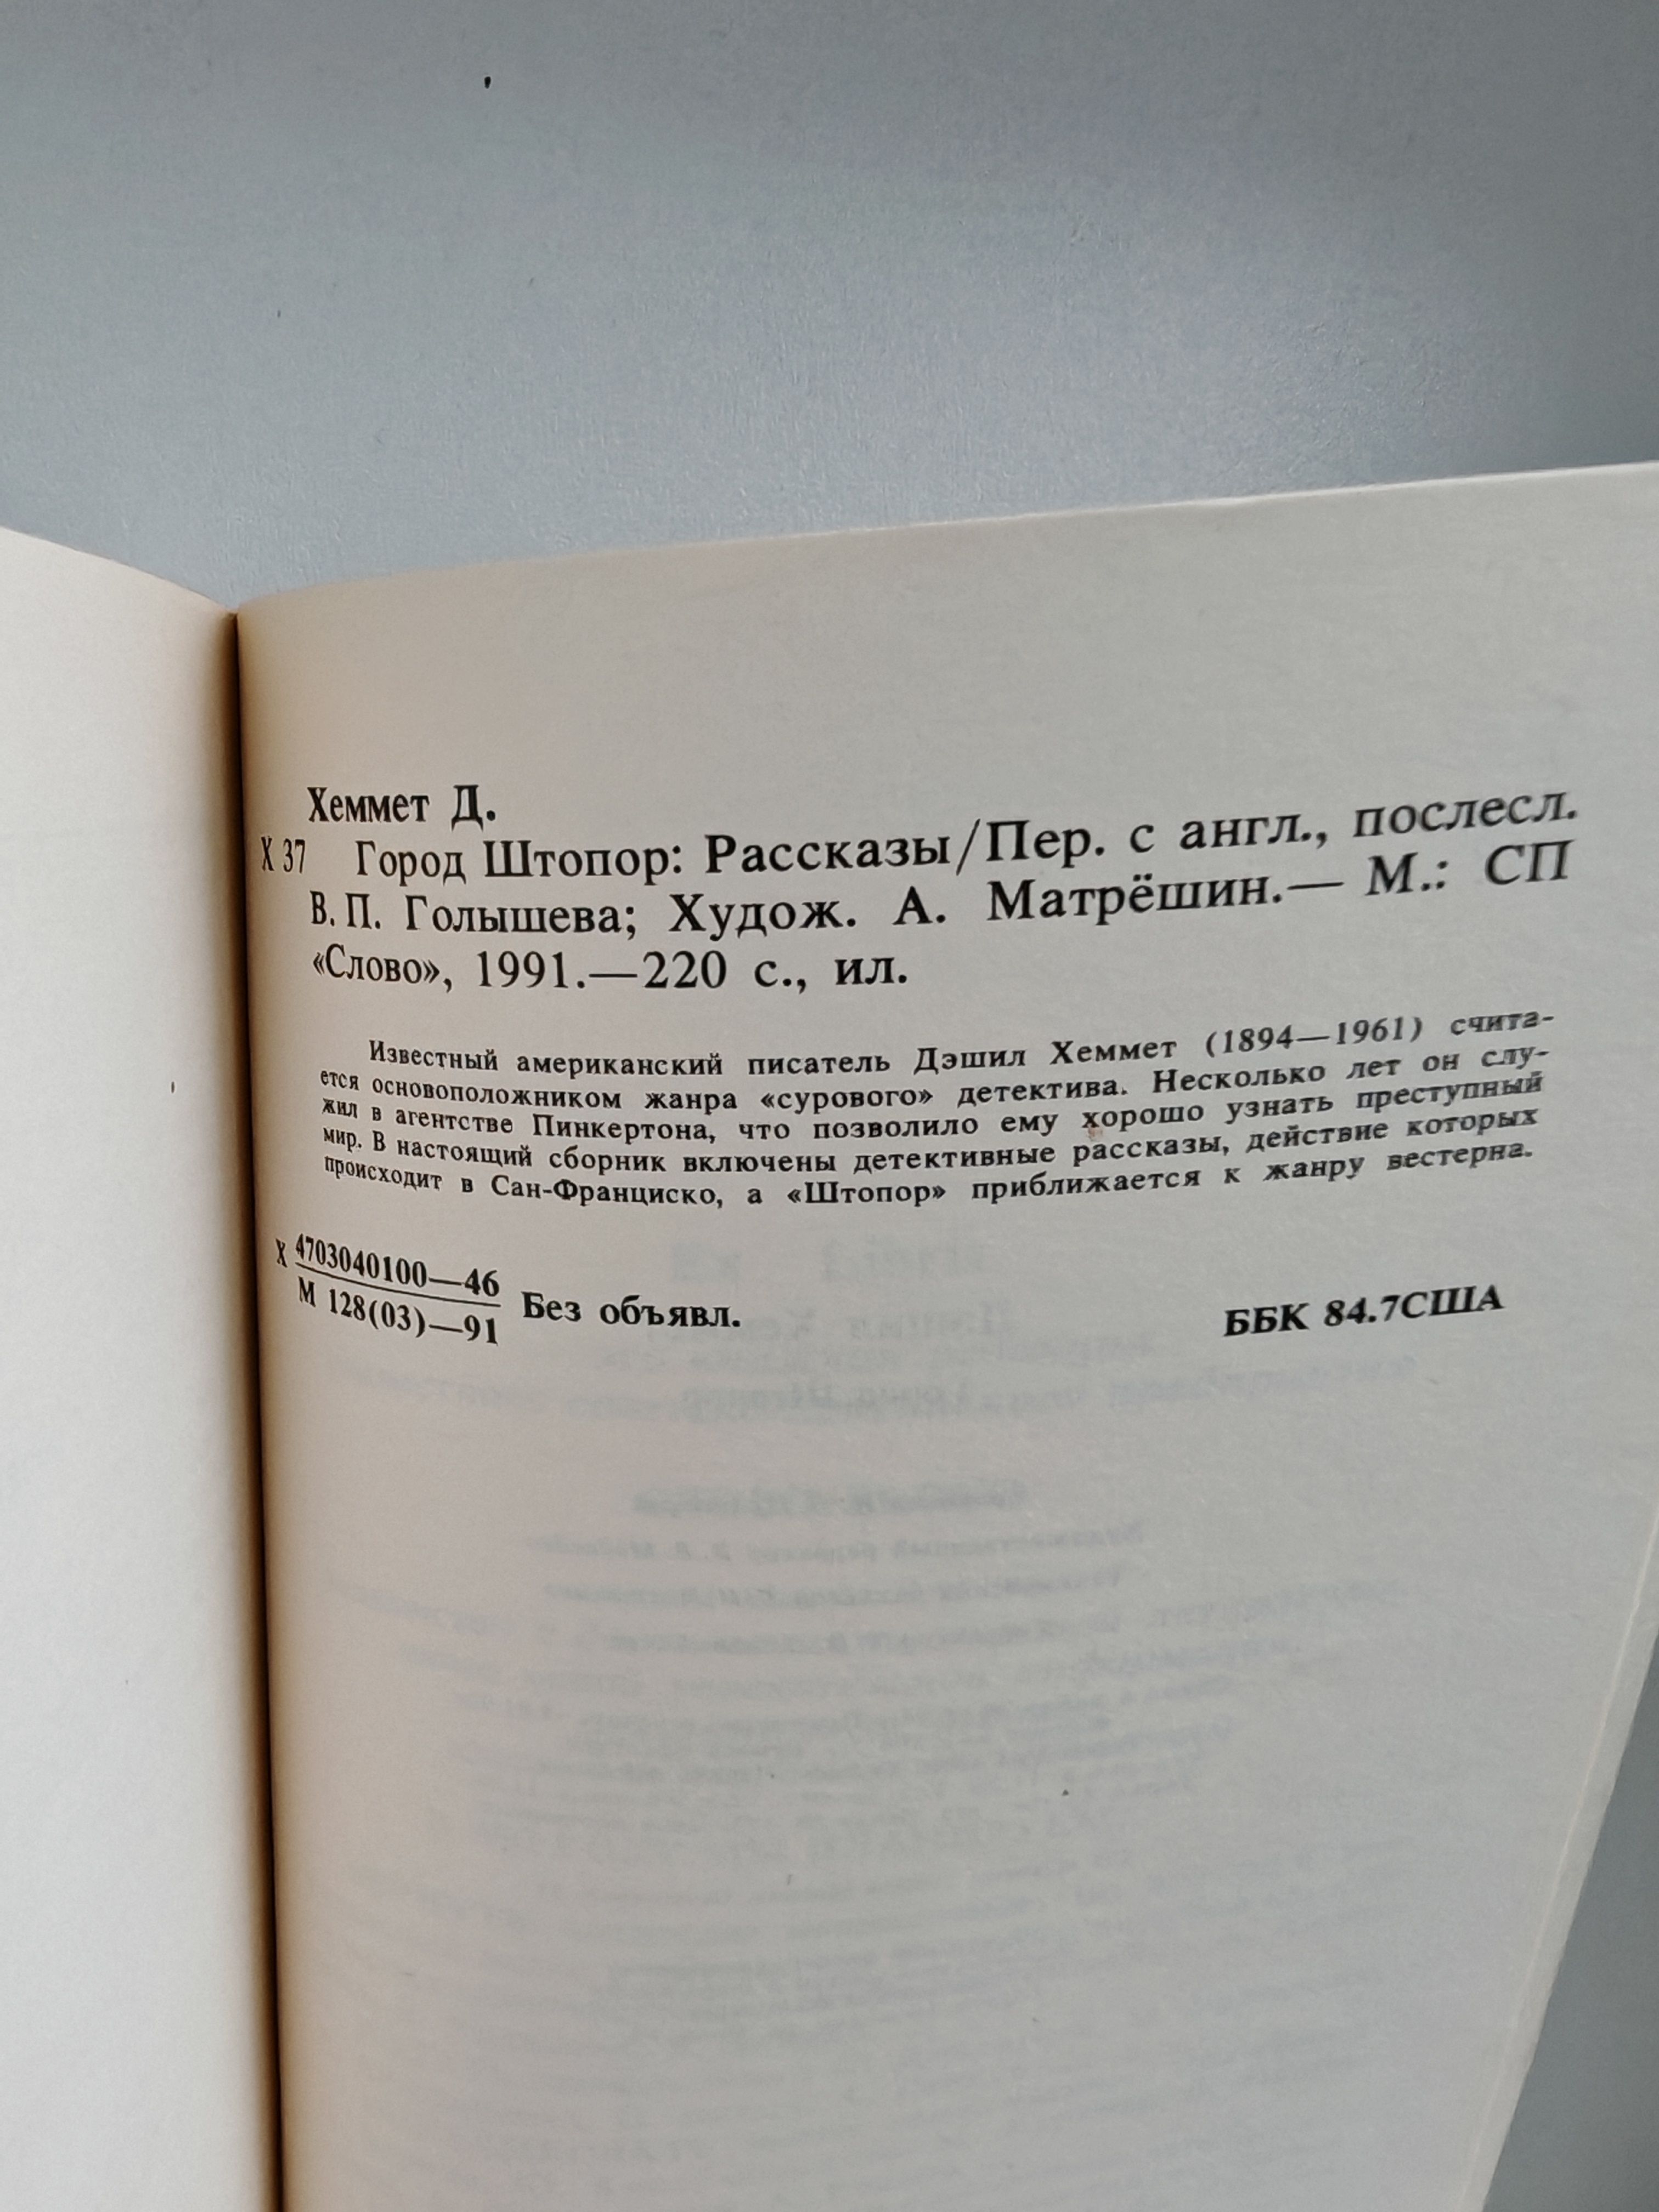 Хеммет Д.
Х 37 Город Штопор: Рассказы/Пер. с англ., послесл.
В. П. Голышева; Худож. А. Матрёшин.— М.: СП
«Слово», 1991.—220 с., ил.
Известный американский писатель Дэшил Хеммет (1894—1961) счита-
ется основоположником жанра «сурового» детектива. Несколько лет он слу-
жил в агентстве Пинкертона, что позволило ему хорошо узнать преступный
мир. В настоящий сборник включены детективные рассказы, действие которых
происходит в Сан-Франциско, а «Штопор» приближается к жанру вестерна.
Х 4703040100—46
М 128(03)—91 Без объявл.
ББК 84.7США